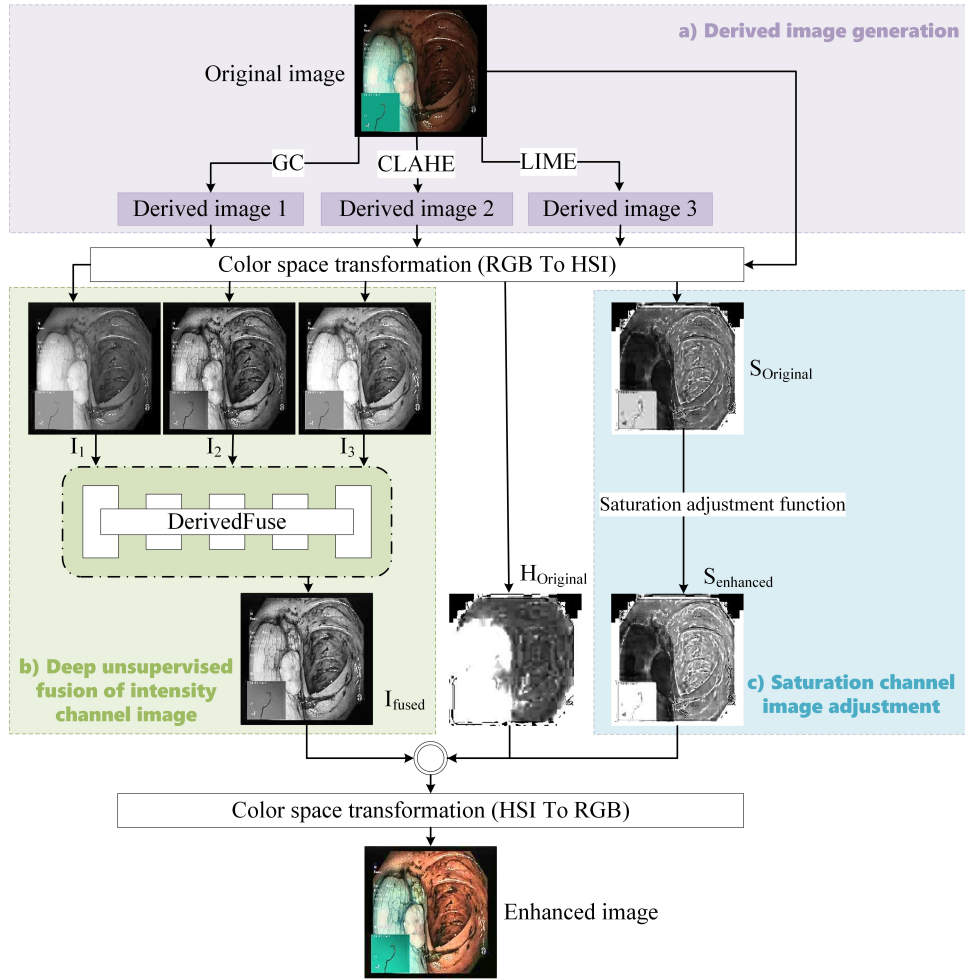 a) Derived image generation
Original image
GC
CLAHE
LIME
Derived image 1
Derived image 2
Derived image 3
Color space transformation (RGB To HSI)
S_Original
I_1
I_2
I_3
DerivedFuse
Saturation adjustment function
H_Original
S_enhanced
b) Deep unsupervised
fusion of intensity
channel image
I_fused
c) Saturation channel
image adjustment
Color space transformation (HSI To RGB)
Enhanced image